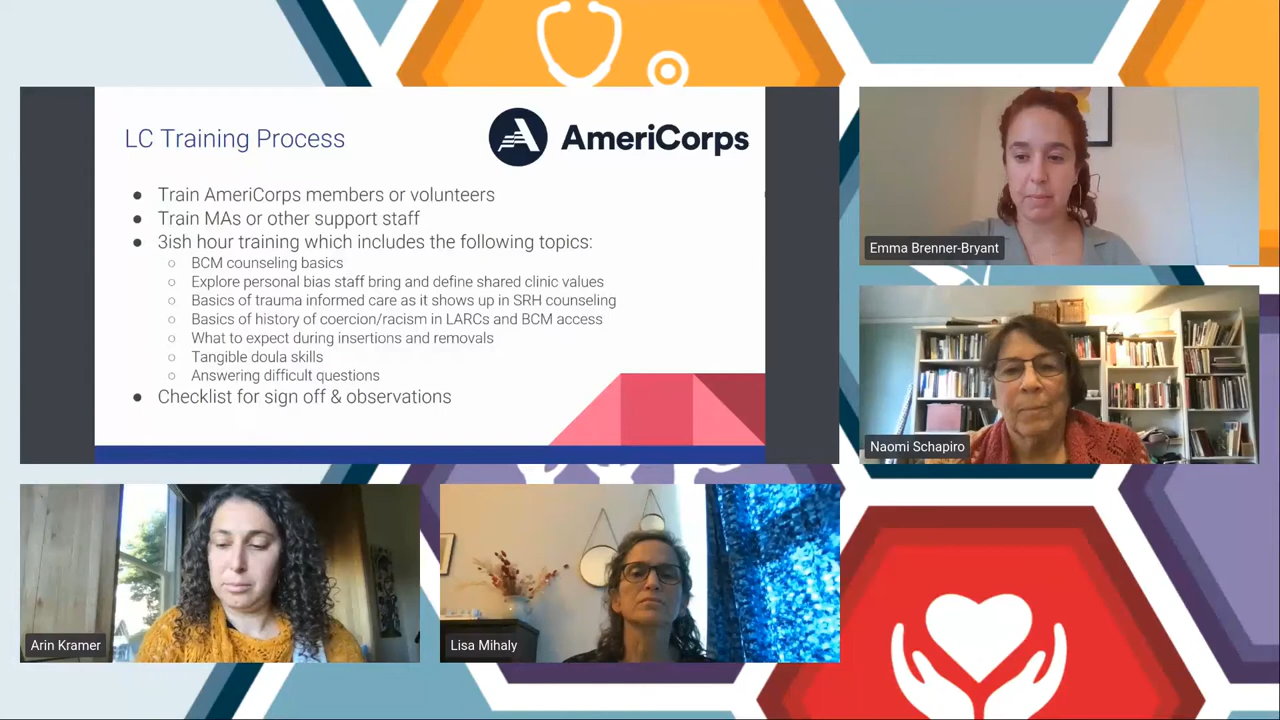 LC Training Process
AmeriCorps
● Train AmeriCorps members or volunteers
● Train MAs or other support staff
● 3ish hour training which includes the following topics:
○ BCM counseling basics
○ Explore personal bias staff bring and define shared clinic values
○ Basics of trauma informed care as it shows up in SRH counseling
○ Basics of history of coercion/racism in LARCs and BCM access
○ What to expect during insertions and removals
○ Tangible doula skills
○ Answering difficult questions
● Checklist for sign off & observations
Emma Brenner-Bryant
Naomi Schapiro
Arin Kramer
Lisa Mihaly